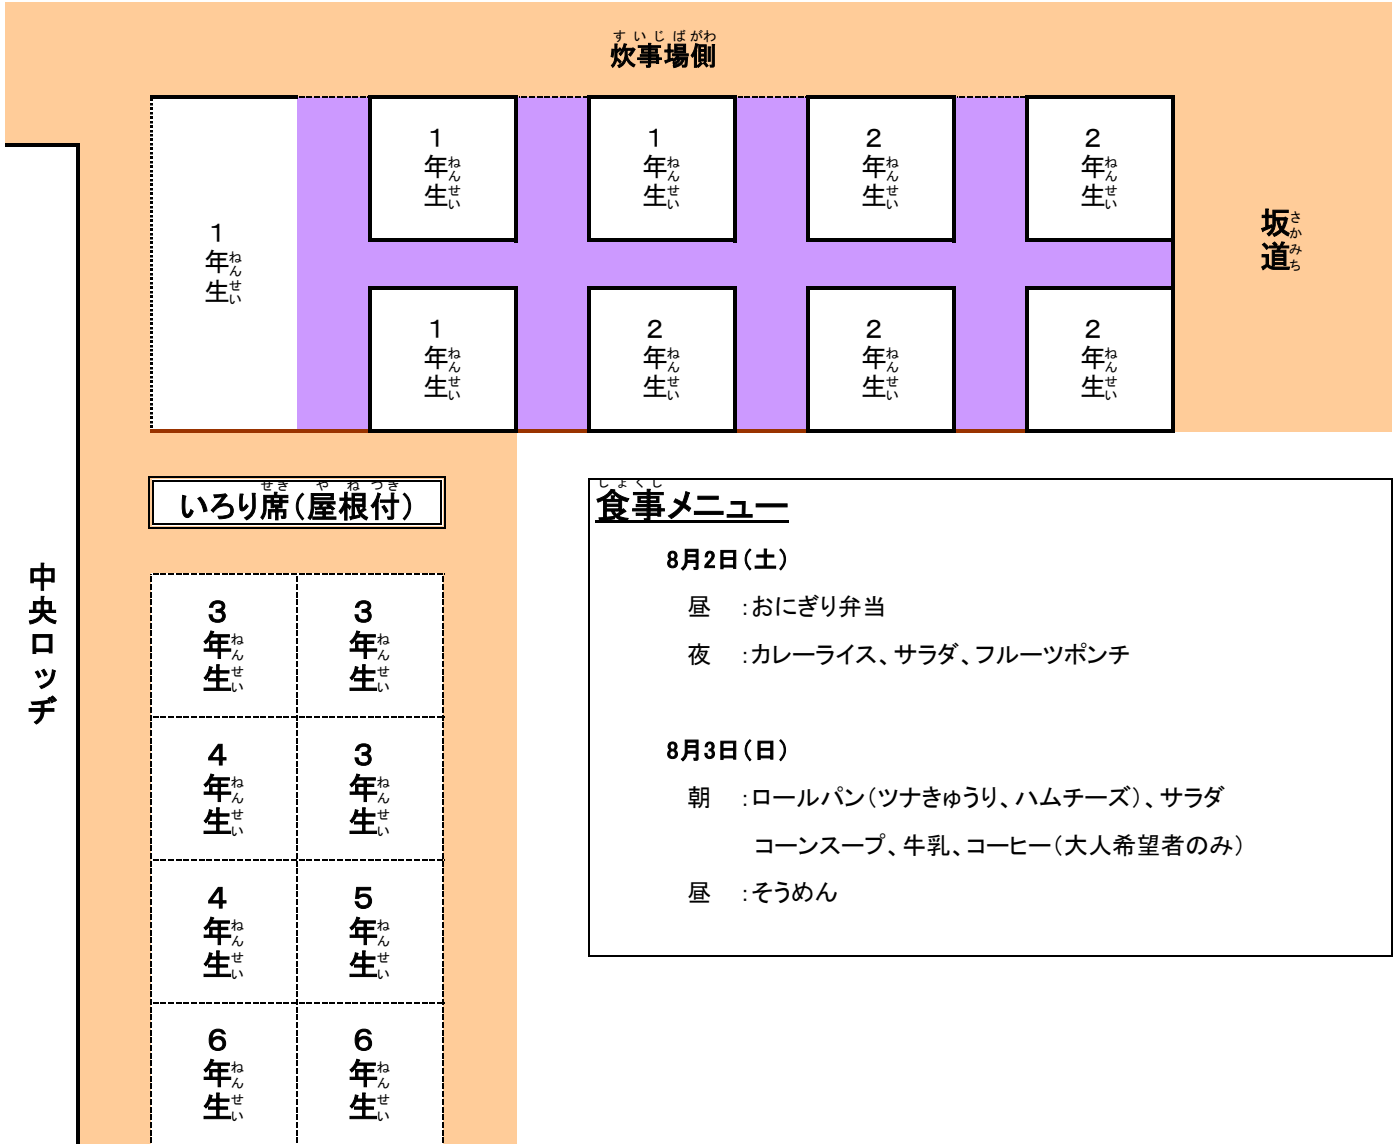 炊事場側
1年生
1年生
1年生
2年生
2年生
1年生
2年生
2年生
2年生
坂道
いろり席（屋根付）
中央ロッヂ
3年生
3年生
4年生
3年生
4年生
5年生
6年生
6年生
食事メニュー
8月2日（土）
昼　：おにぎり弁当
夜　：カレーライス、サラダ、フルーツポンチ
8月3日（日）
朝　：ロールパン（ツナきゅうり、ハムチーズ）、サラダ
コーンスープ、牛乳、コーヒー（大人希望者のみ）
昼　：そうめん